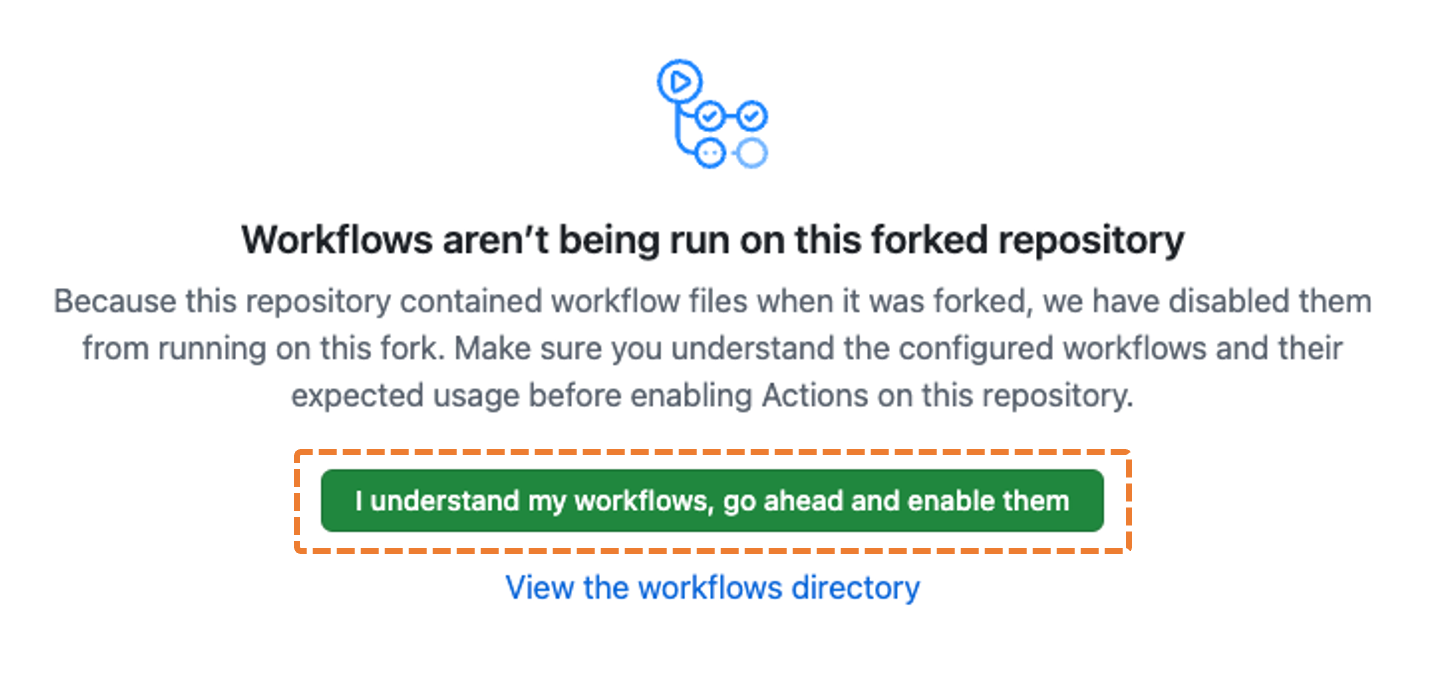 Workflows aren’t being run on this forked repository
Because this repository contained workflow files when it was forked, we have disabled them
from running on this fork. Make sure you understand the configured workflows and their
expected usage before enabling Actions on this repository.
I understand my workflows, go ahead and enable them
View the workflows directory